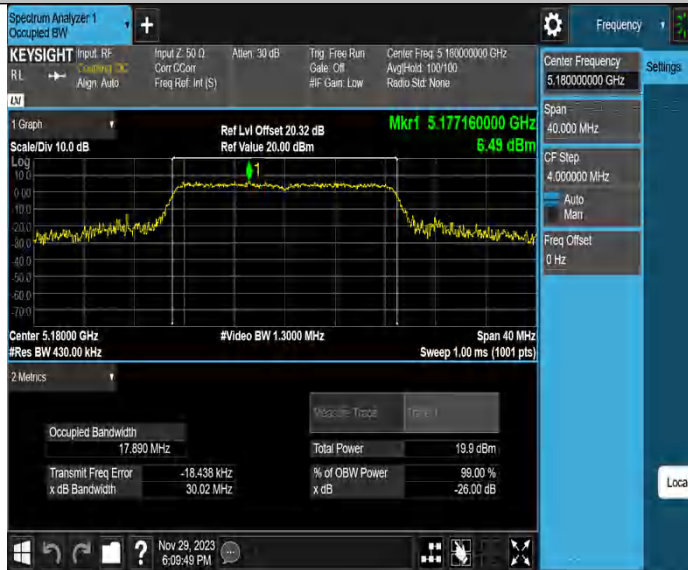 Spectrum Analyzer 1
Occupied BW
+
Frequency
KEYSIGHT
RL
Input: RF
Coupling: DC
Align: Auto
Input Z: 50 Ω
Corr CCorr
Freq Ref: Int (S)
Atten: 30 dB
Trig: Free Run
Gate: Off
#IF Gain: Low
Center Freq: 5.180000000 GHz
Avg|Hold: 100/100
Radio Std: None
LXI
Center Frequency
5.180000000 GHz
Settings
Span
40.000 MHz
CF Step
4.000000 MHz
Auto
Man
Freq Offset
0 Hz
Local
1 Graph
Scale/Div 10.0 dB
Ref Lvl Offset 20.32 dB
Ref Value 20.00 dBm
Mkr1 5.177160000 GHz
6.49 dBm
Log
10.0
0.00
-10.0
-20.0
-30.0
-40.0
-50.0
-60.0
-70.0
1
Center 5.18000 GHz
#Res BW 430.00 kHz
#Video BW 1.3000 MHz
Span 40 MHz
Sweep 1.00 ms (1001 pts)
2 Metrics
Measure Trace
Trace 1
Occupied Bandwidth
17.890 MHz
Total Power
19.9 dBm
Transmit Freq Error
-18.438 kHz
% of OBW Power
99.00 %
x dB Bandwidth
30.02 MHz
x dB
-26.00 dB
?
Nov 29, 2023
6:09:49 PM